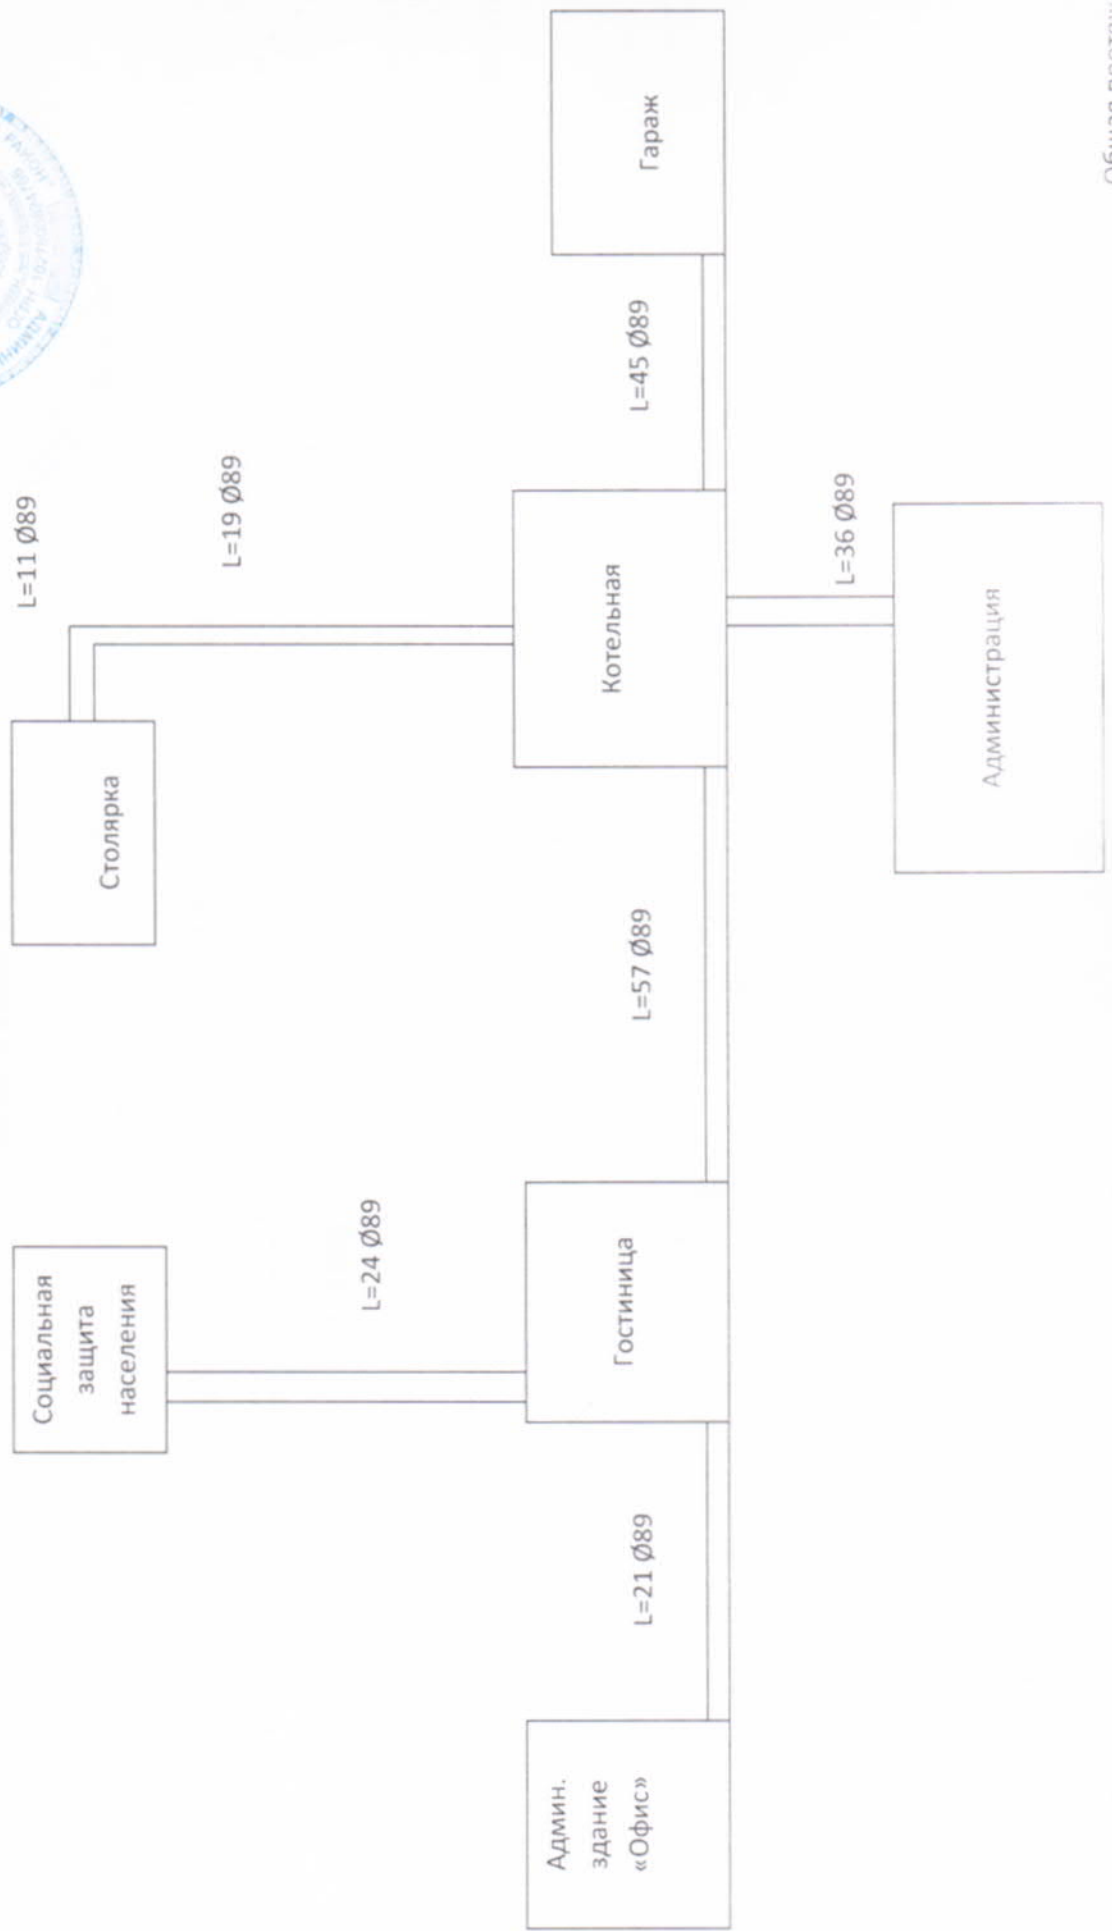 L=11 Ø89
Столярка
L=19 Ø89
Социальная
защита
населения
L=24 Ø89
Гараж
L=45 Ø89
Котельная
L=57 Ø89
Гостиница
L=21 Ø89
Админ.
здание
«Офис»
L=36 Ø89
Администрация
Общая